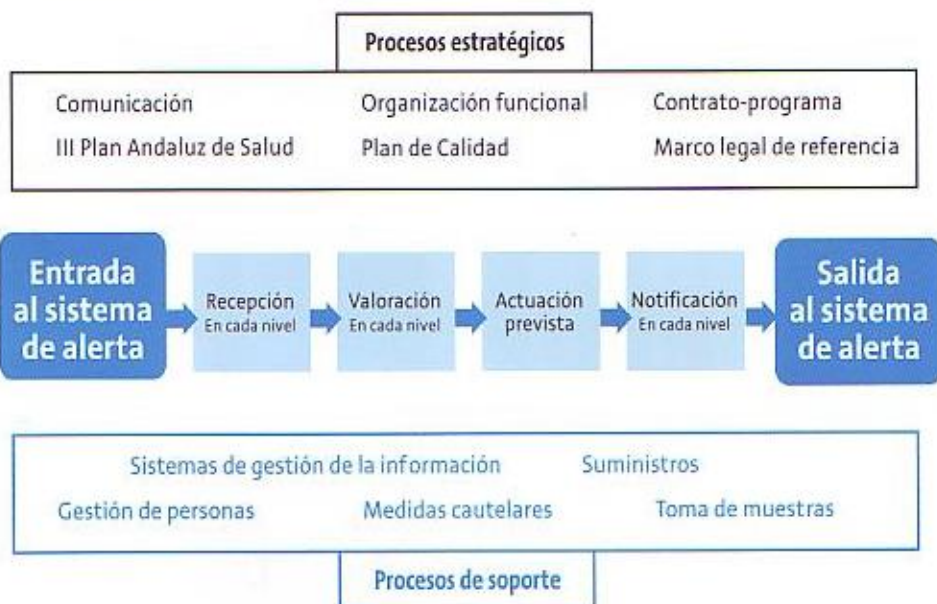 Procesos estratégicos
Comunicación
Organización funcional
Contrato-programa
III Plan Andaluz de Salud
Plan de Calidad
Marco legal de referencia
Entrada
al sistema
de alerta
Recepción
En cada nivel
Valoración
En cada nivel
Actuación
prevista
Notificación
En cada nivel
Salida
al sistema
de alerta
Sistemas de gestión de la información
Suministros
Gestión de personas
Medidas cautelares
Toma de muestras
Procesos de soporte